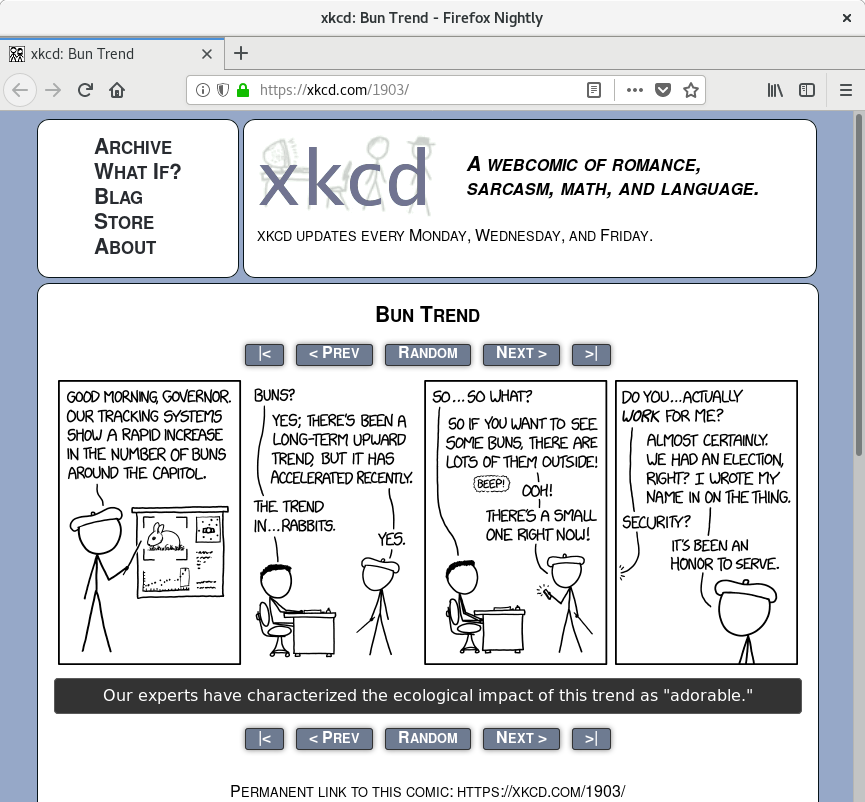 xkcd: Bun Trend - Firefox Nightly
xkcd: Bun Trend
https://xkcd.com/1903/
Archive
What If?
Blag
Store
About
xkcd
A webcomic of romance,
sarcasm, math, and language.
xkcd updates every Monday, Wednesday, and Friday.
Bun Trend
|<
< Prev
Random
Next >
>|
GOOD MORNING, GOVERNOR.
OUR TRACKING SYSTEMS
SHOW A RAPID INCREASE
IN THE NUMBER OF BUNS
AROUND THE CAPITOL.
BUNS?
YES; THERE'S BEEN A
LONG-TERM UPWARD
TREND, BUT IT HAS
ACCELERATED RECENTLY.
THE TREND
IN...RABBITS.
YES.
SO...SO WHAT?
SO IF YOU WANT TO SEE
SOME BUNS, THERE ARE
LOTS OF THEM OUTSIDE!
BEEP!
OOH!
THERE'S A SMALL
ONE RIGHT NOW!
DO YOU...ACTUALLY
WORK FOR ME?
ALMOST CERTAINLY.
WE HAD AN ELECTION,
RIGHT? I WROTE MY
NAME IN ON THE THING.
SECURITY?
IT'S BEEN AN
HONOR TO SERVE.
Our experts have characterized the ecological impact of this trend as "adorable."
|<
< Prev
Random
Next >
>|
Permanent link to this comic: https://xkcd.com/1903/